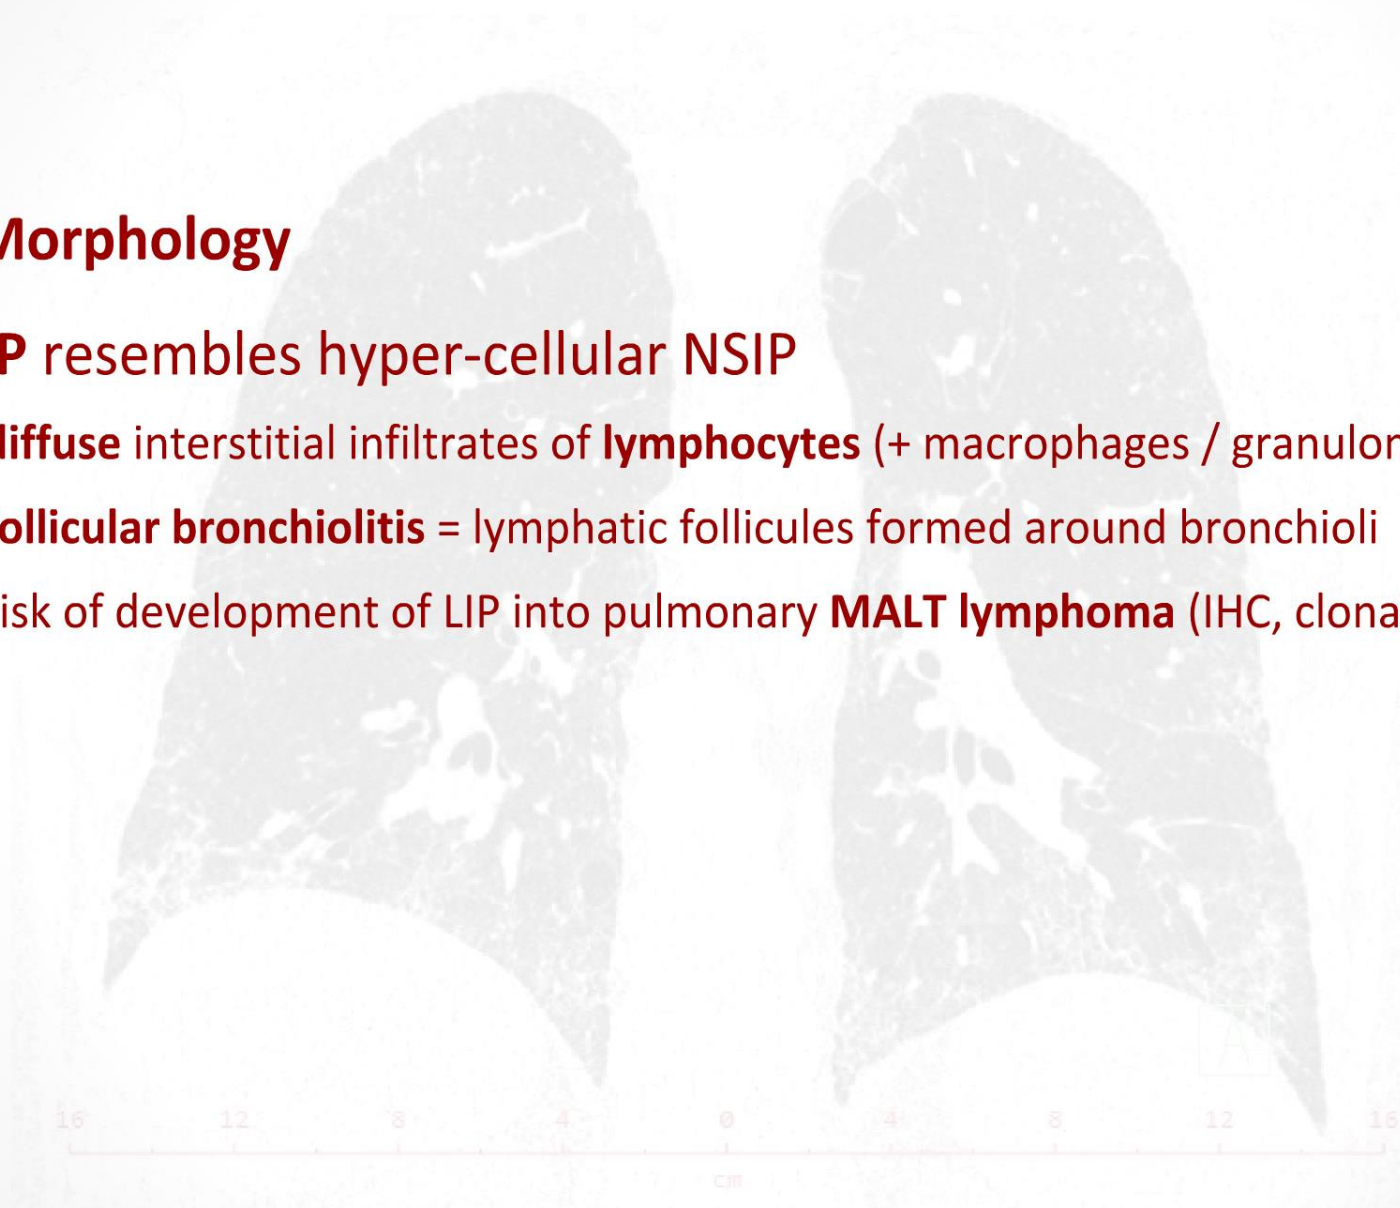 Morphology
P resembles hyper-cellular NSIP
diffuse interstitial infiltrates of lymphocytes (+ macrophages / granulom
ollicular bronchiolitis = lymphatic follicules formed around bronchioli
isk of development of LIP into pulmonary MALT lymphoma (IHC, clona
16 12 8 4 0 4 8 12 16
cm
A